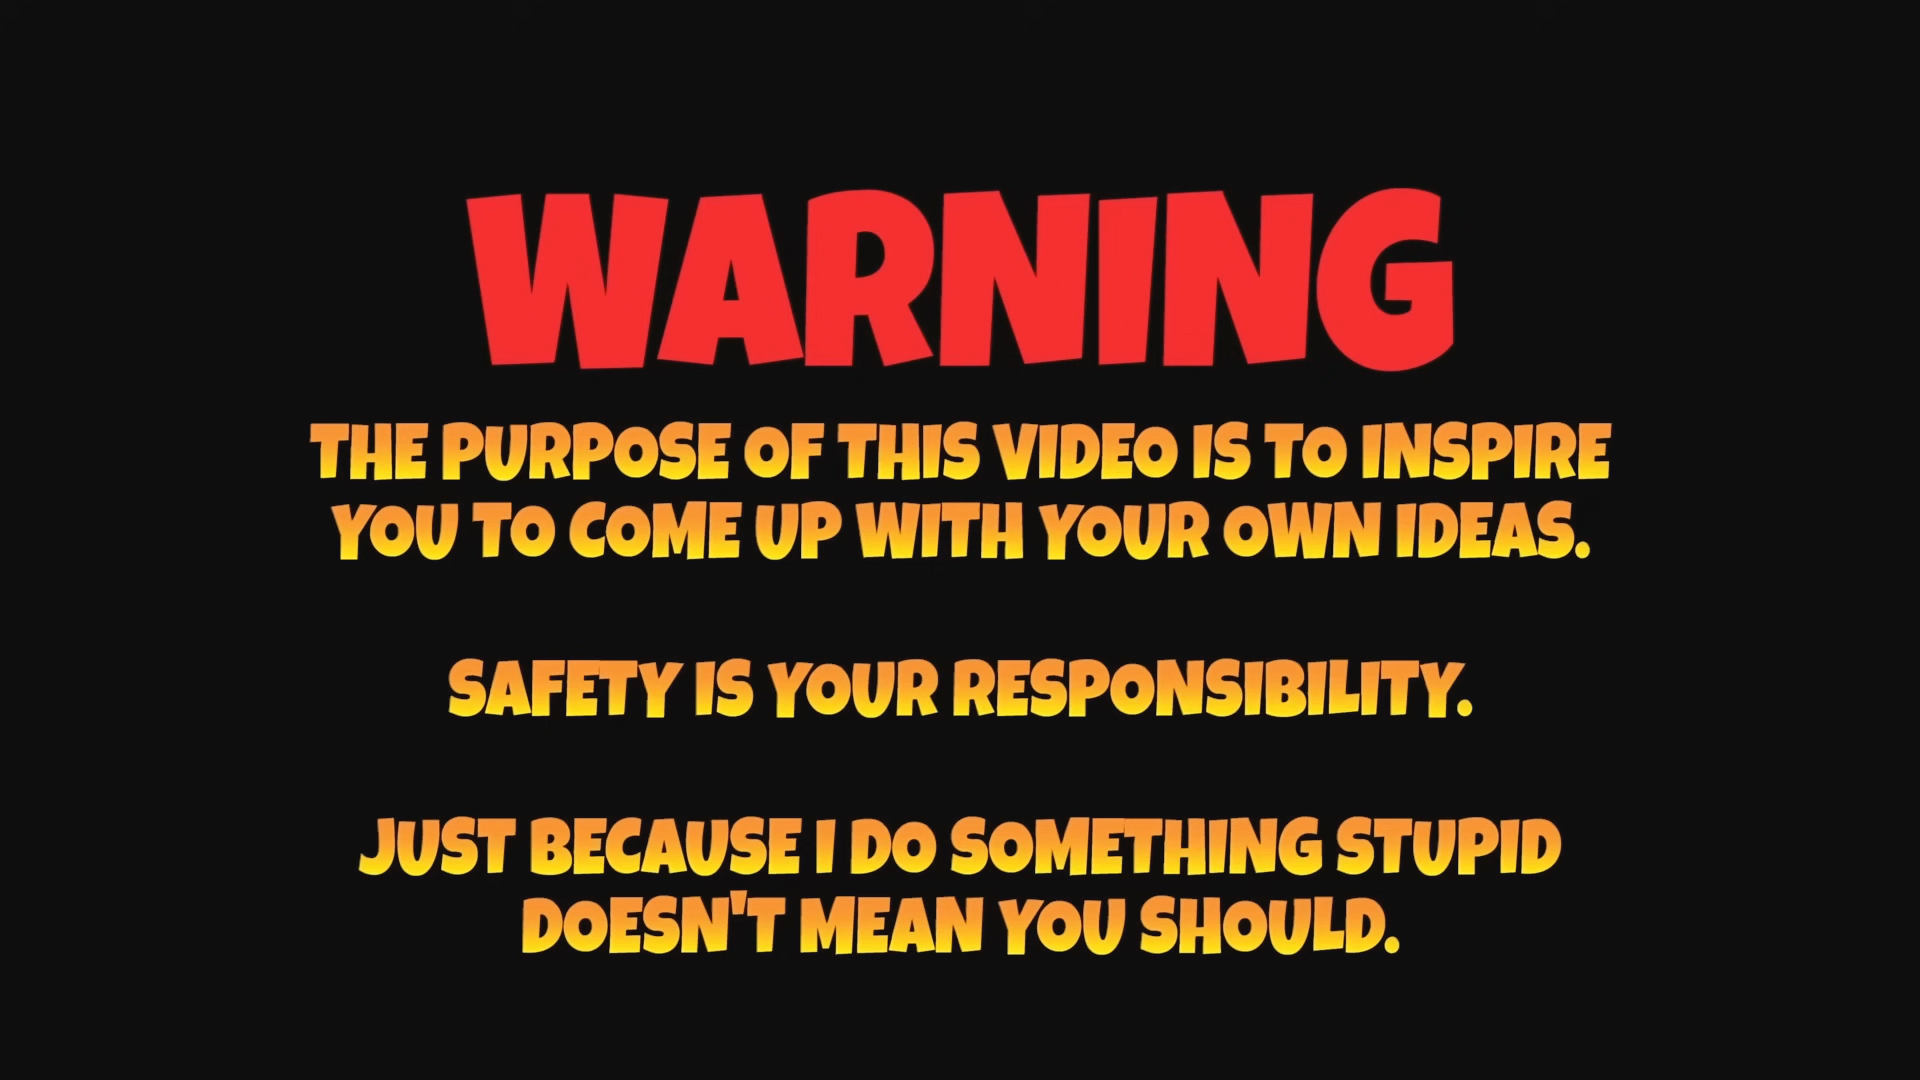 WARNING
THE PURPOSE OF THIS VIDEO IS TO INSPIRE
YOU TO COME UP WITH YOUR OWN IDEAS.
SAFETY IS YOUR RESPONSIBILITY.
JUST BECAUSE I DO SOMETHING STUPID
DOESN'T MEAN YOU SHOULD.